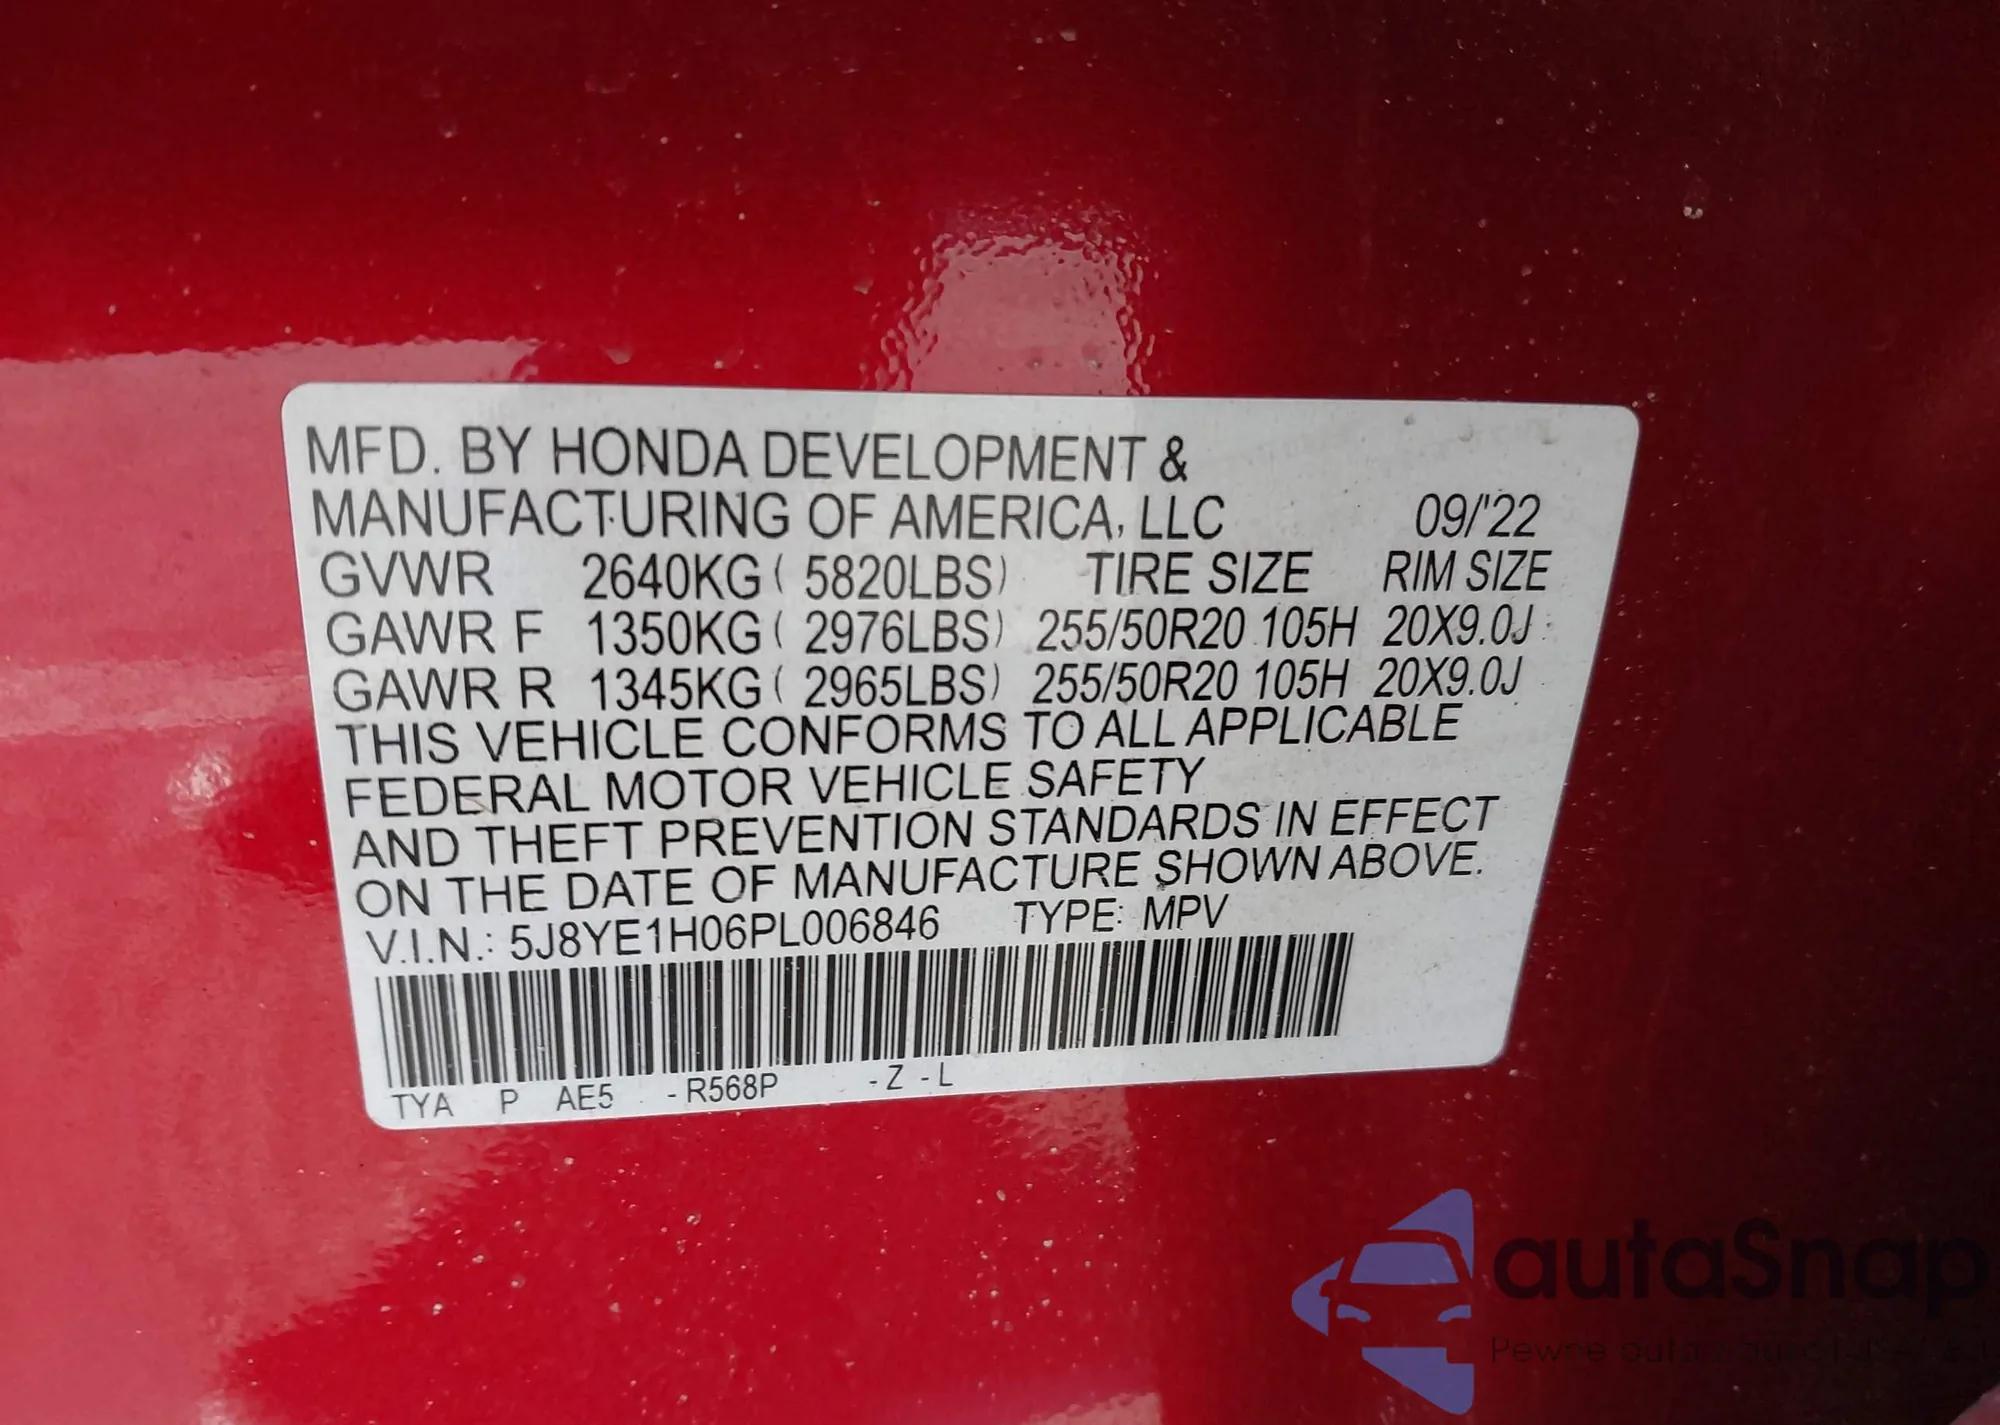 MFD. BY HONDA DEVELOPMENT &
MANUFACTURING OF AMERICA, LLC 09/'22
GVWR 2640KG ( 5820LBS) TIRE SIZE RIM SIZE
GAWR F 1350KG ( 2976LBS) 255/50R20 105H 20X9.0J
GAWR R 1345KG ( 2965LBS) 255/50R20 105H 20X9.0J
THIS VEHICLE CONFORMS TO ALL APPLICABLE
FEDERAL MOTOR VEHICLE SAFETY
AND THEFT PREVENTION STANDARDS IN EFFECT
ON THE DATE OF MANUFACTURE SHOWN ABOVE.
V.I.N.: 5J8YE1H06PL006846 TYPE: MPV
TYA P AE5 - R568P - Z - L
autaSnap
Pewne auta